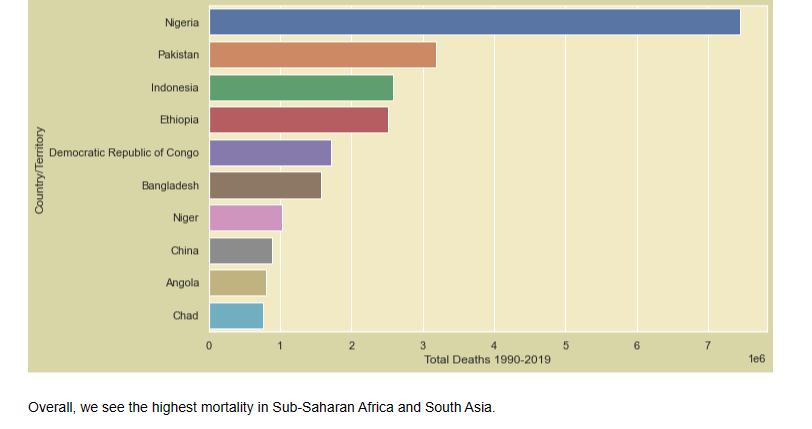 Country/Territory
Nigeria
Pakistan
Indonesia
Ethiopia
Democratic Republic of Congo
Bangladesh
Niger
China
Angola
Chad
0 1 2 3 4 5 6 7
1e6
Total Deaths 1990-2019
Overall, we see the highest mortality in Sub-Saharan Africa and South Asia.